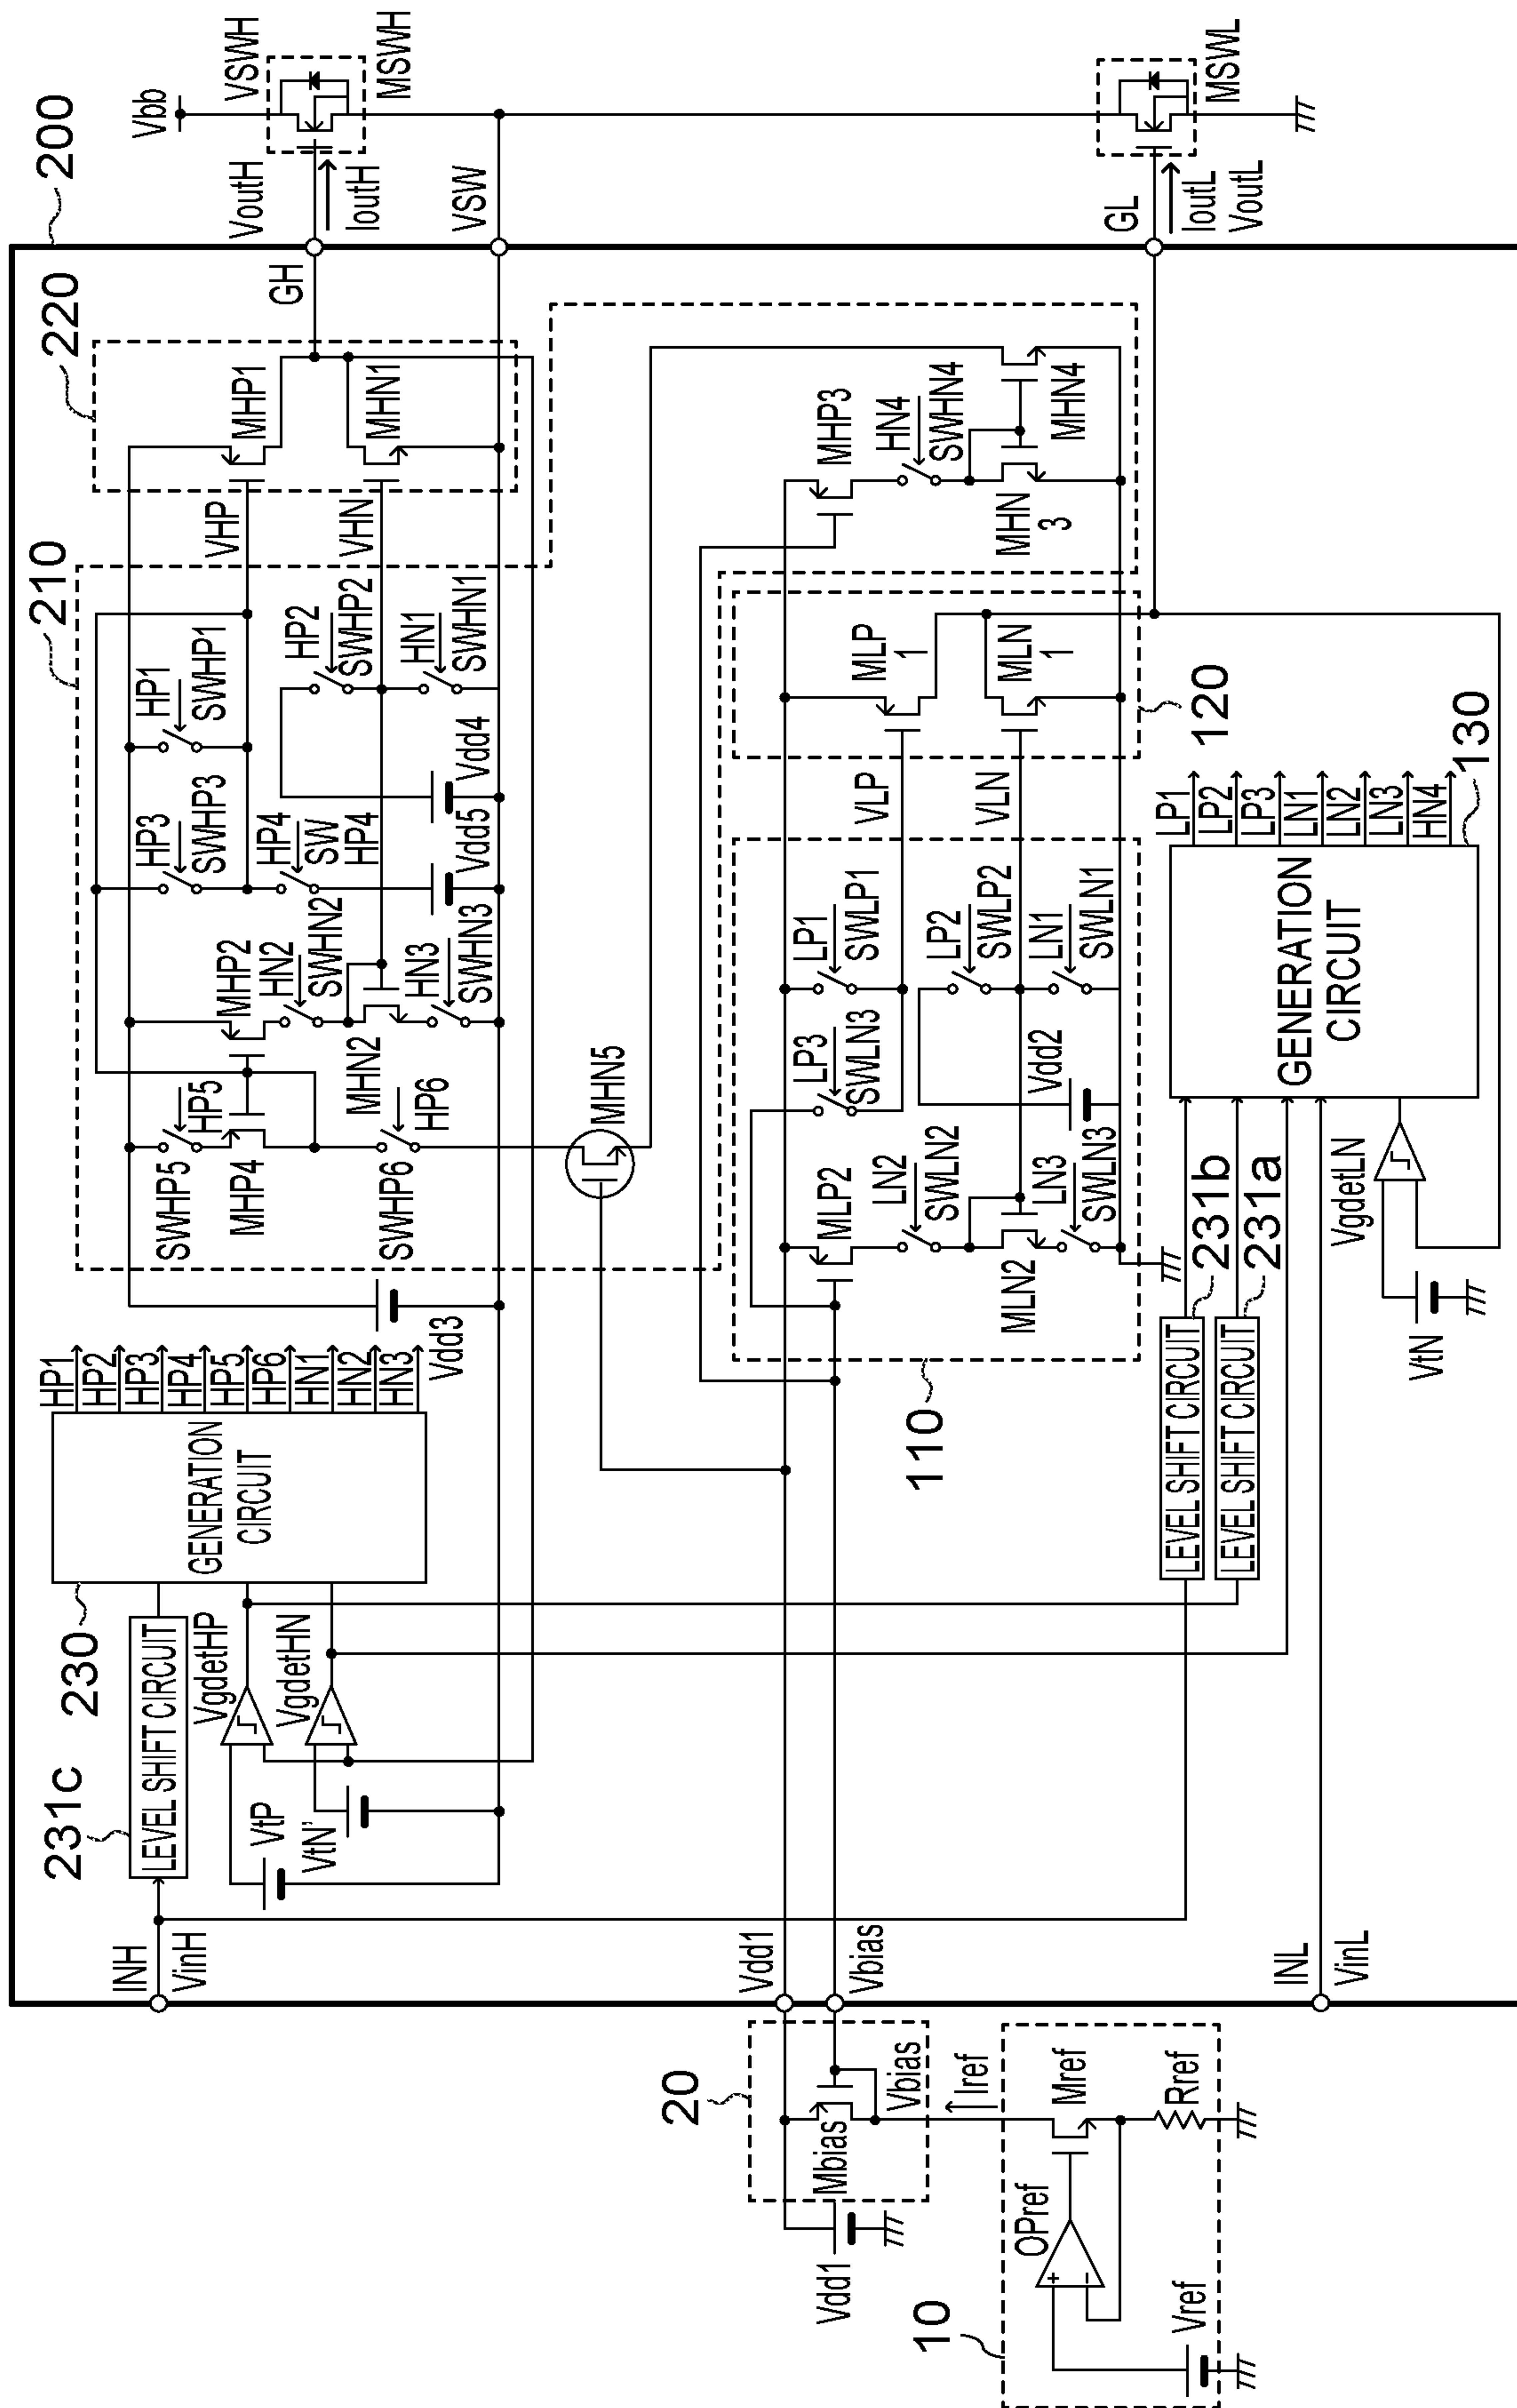 200
Vbb
VSWH
MSWH
VoutH
IoutH
VSW
GL
IoutL
VoutL
MSWL
220
GH
MHP1
MHN1
VHP
VHN
210
HP1
SWHP1
HP2
SWHP2
HN1
SWHN1
HP3
SWHP3
HP4
SW
HP4
Vdd4
Vdd5
MHP2
HN2
SWHN2
MHN2
HN3
SWHN3
SWHP5
HP5
MHP4
SWHP6
HP6
MHN5
MHP3
HN4
SWHN4
MHN
3
MHN4
MLP
1
MLN
1
120
VLP
VLN
LP1
SWLP1
LP2
SWLP2
LN1
SWLN1
LP3
SWLN3
Vdd2
MLP2
LN2
SWLN2
MLN2
LN3
SWLN3
110
LP1
LP2
LP3
LN1
LN2
LN3
HN4
130
GENERATION
CIRCUIT
VgdetLN
VtN
231b
231a
LEVEL SHIFT CIRCUIT
LEVEL SHIFT CIRCUIT
HP1
HP2
HP3
HP4
HP5
HP6
HN1
HN2
HN3
Vdd3
GENERATION
CIRCUIT
230
231c
LEVEL SHIFT CIRCUIT
VgdetHP
VgdetHN
VtP
VtN'
INH
VinH
Vdd1
Vbias
INL
VinL
20
Mbias
Vbias
Vdd1
Iref
10
OPref
+
−
Mref
Rref
Vref